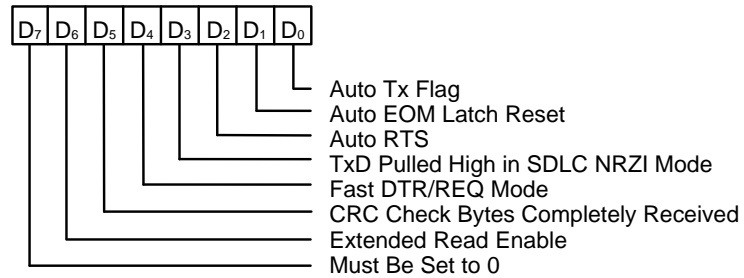 D₇ D₆ D₅ D₄ D₃ D₂ D₁ D₀
Auto Tx Flag
Auto EOM Latch Reset
Auto RTS
TxD Pulled High in SDLC NRZI Mode
Fast DTR/REQ Mode
CRC Check Bytes Completely Received
Extended Read Enable
Must Be Set to 0